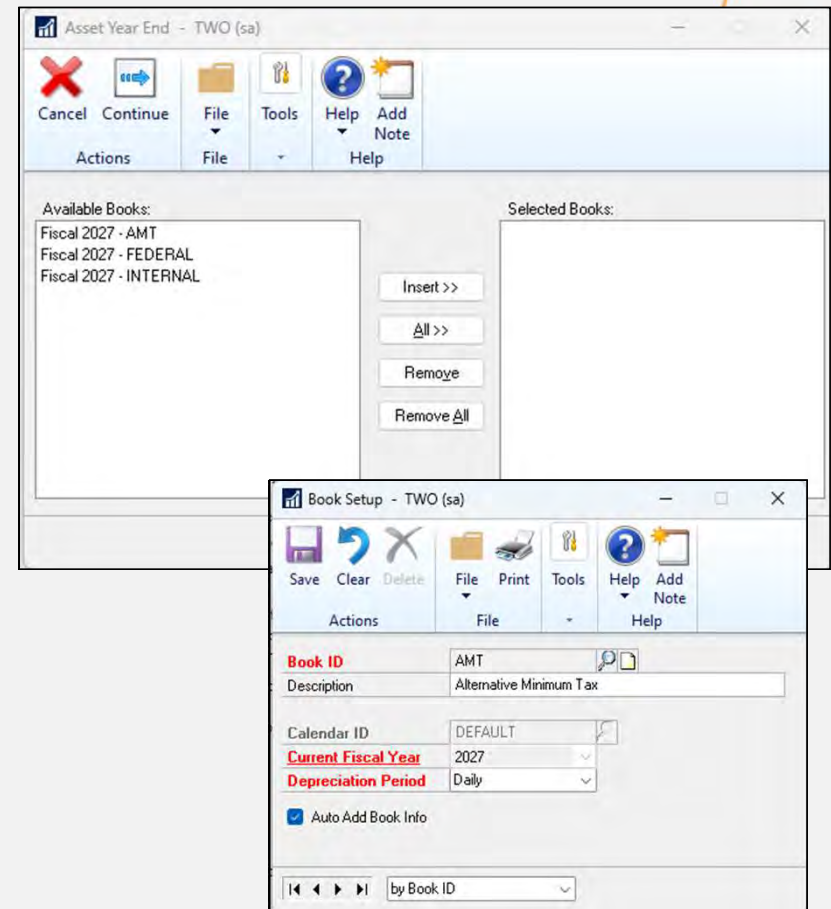 Asset Year End - TWO (sa)
Cancel Continue File Tools Help Add Note
Actions File Help
Available Books:
Selected Books:
Fiscal 2027 - AMT
Fiscal 2027 - FEDERAL
Fiscal 2027 - INTERNAL
Insert >>
All >>
Remove
Remove All
Book Setup - TWO (sa)
Save Clear Delete File Print Tools Help Add Note
Actions File Help
Book ID AMT
Description Alternative Minimum Tax
Calendar ID DEFAULT
Current Fiscal Year 2027
Depreciation Period Daily
Auto Add Book Info
by Book ID